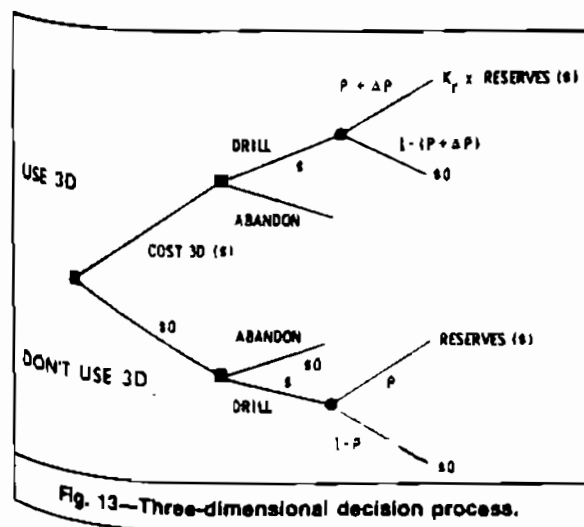 P + ΔP
K_r x RESERVES ($)
DRILL
$
1-(P + ΔP)
$0
USE 3D
ABANDON
COST 3D ($)
$0
ABANDON
$0
RESERVES ($)
DON'T USE 3D
$
P
DRILL
1-P
$0
Fig. 13—Three-dimensional decision process.